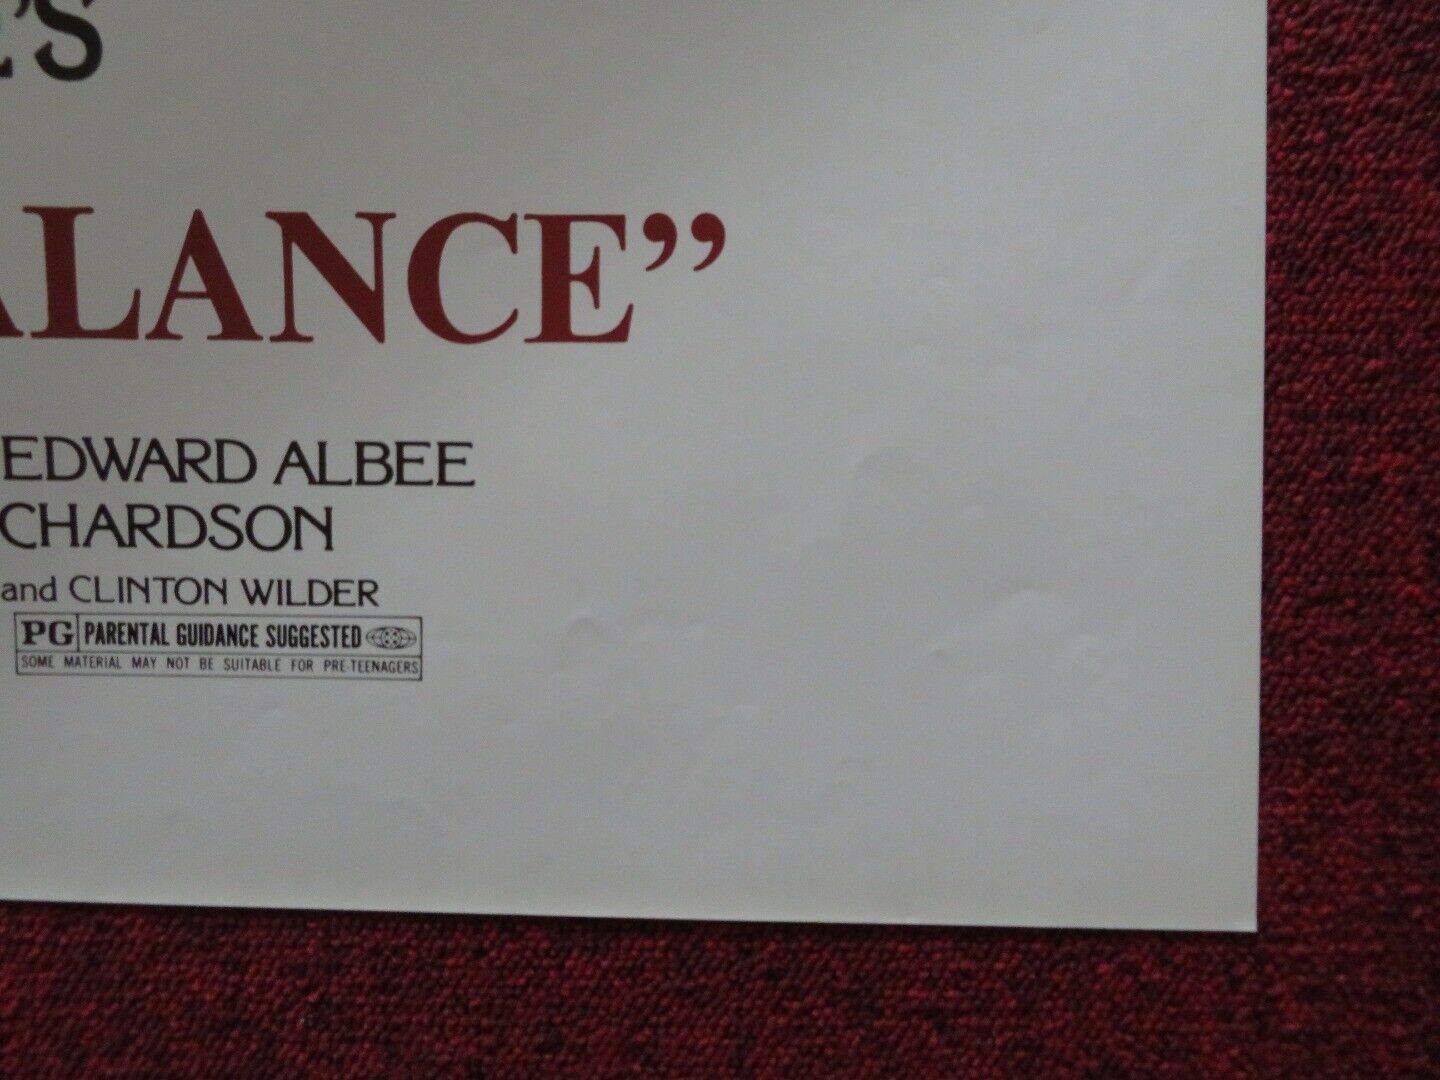 'S
ALANCE”
EDWARD ALBEE
CHARDSON
and CLINTON WILDER
PG PARENTAL GUIDANCE SUGGESTED
SOME MATERIAL MAY NOT BE SUITABLE FOR PRE-TEENAGERS